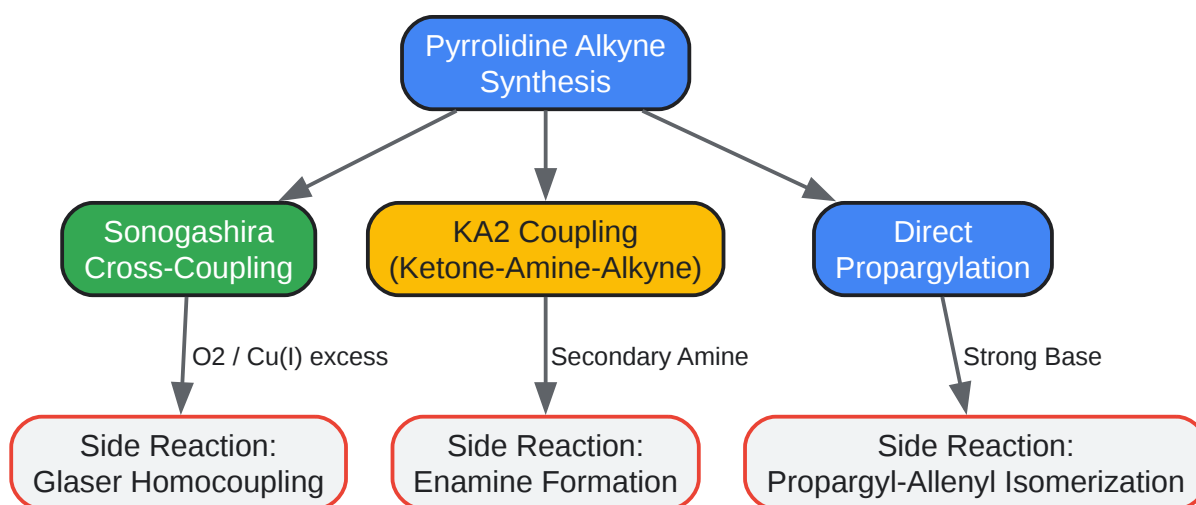 Pyrrolidine Alkyne
Synthesis
Sonogashira
Cross-Coupling
KA2 Coupling
(Ketone-Amine-Alkyne)
Direct
Propargylation
O2 / Cu(I) excess
Secondary Amine
Strong Base
Side Reaction:
Glaser Homocoupling
Side Reaction:
Enamine Formation
Side Reaction:
Propargyl-Allenyl Isomerization